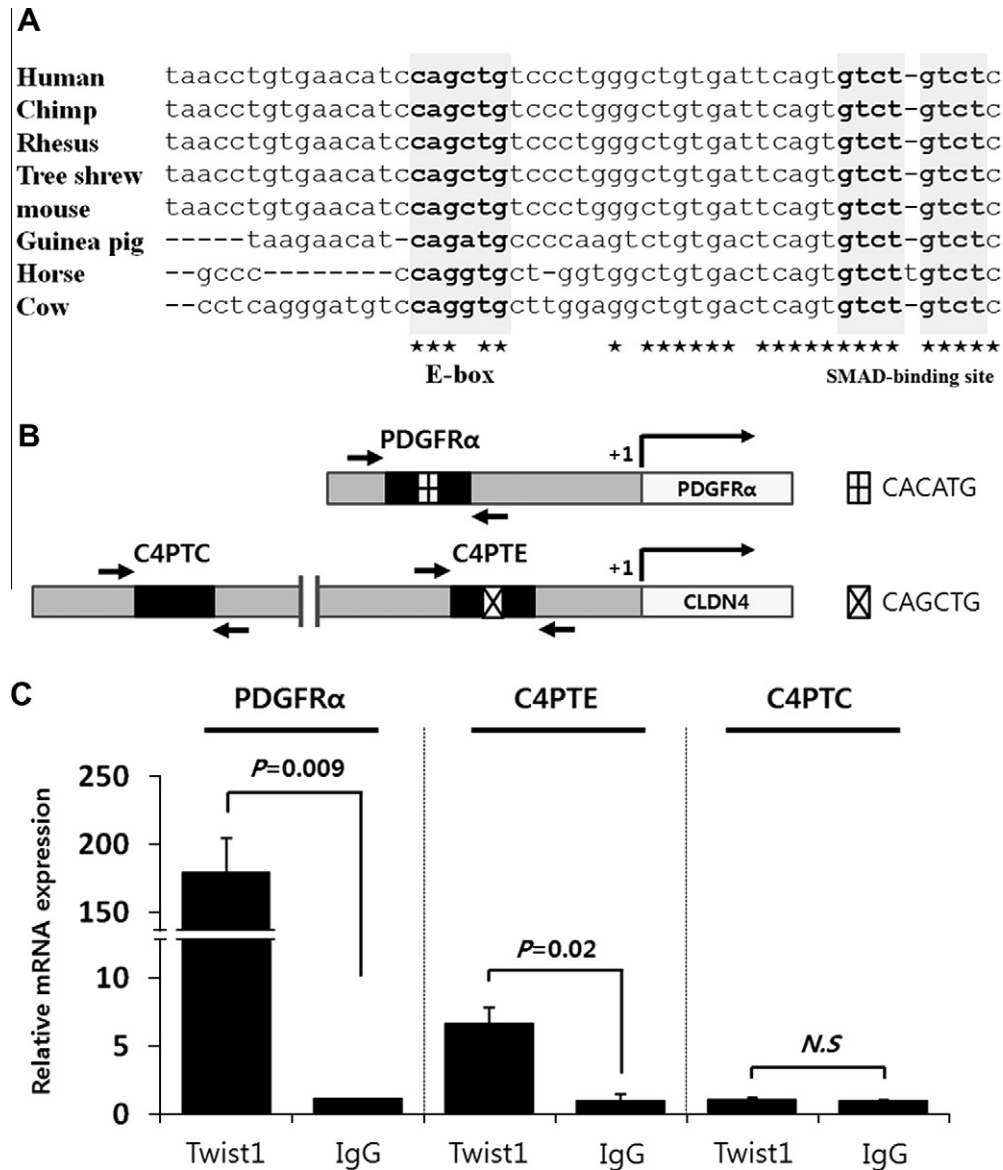 A
Human taacctgtgaacatccagctgtccctgggctgtgattcagtgtct-gtctc
Chimp taacctgtgaacatccagctgtccctgggctgtgattcagtgtct-gtctc
Rhesus taacctgtgaacatccagctgtccctgggctgtgattcagtgtct-gtctc
Tree shrew taacctgtgaacatccagctgtccctgggctgtgattcagtgtct-gtctc
mouse taacctgtgaacatccagctgtccctgggctgtgattcagtgtct-gtctc
Guinea pig -----taagaacat-cagatgccccaagtctgtgactcagtgtct-gtctc
Horse --gccc--------ccaggtgct-ggtggctgtgactcagtgtcttgtctc
Cow --cctcagggatgtccaggtgcttggaggctgtgactcagtgtct-gtctc
★★★ ★★ ★ ★★★★★★ ★★★★★★★★★ ★★★★★
E-box SMAD-binding site
B
PDGFRα +1 PDGFRα CACATG
C4PTC C4PTE +1 CLDN4 CAGCTG
C
PDGFRα C4PTE C4PTC
Relative mRNA expression
250
200
150
10
5
0
P=0.009
P=0.02
N.S
Twist1 IgG Twist1 IgG Twist1 IgG